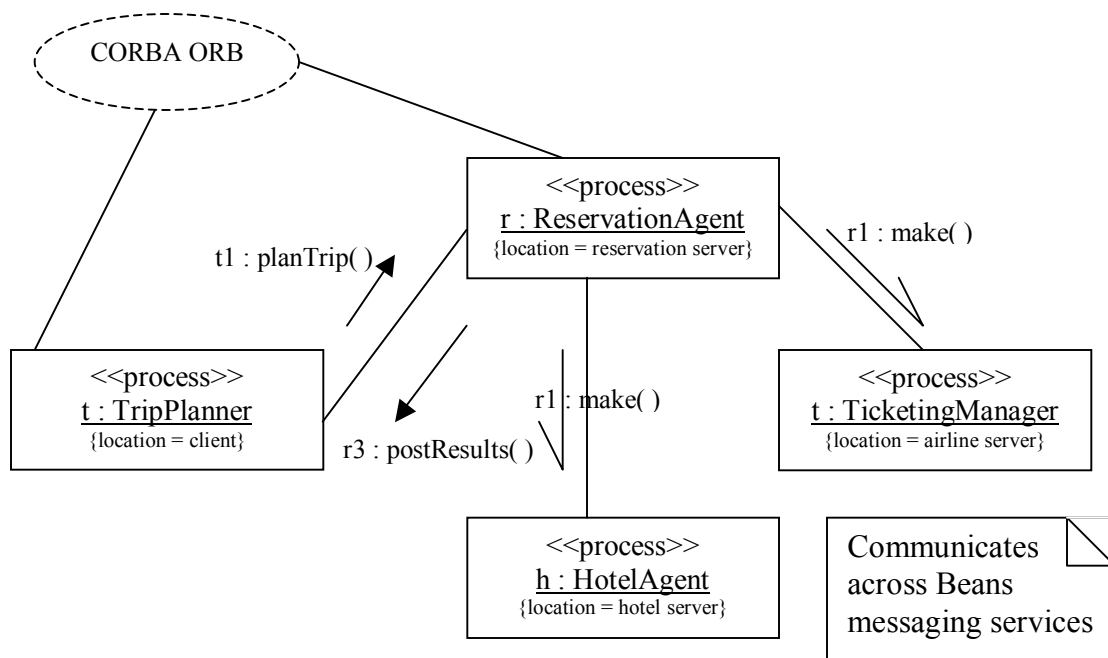 CORBA ORB
<<process>>
r : ReservationAgent
{location = reservation server}
r1 : make( )
t1 : planTrip( )
<<process>>
t : TripPlanner
{location = client}
r1 : make( )
<<process>>
t : TicketingManager
{location = airline server}
r3 : postResults( )
<<process>>
h : HotelAgent
{location = hotel server}
Communicates
across Beans
messaging services